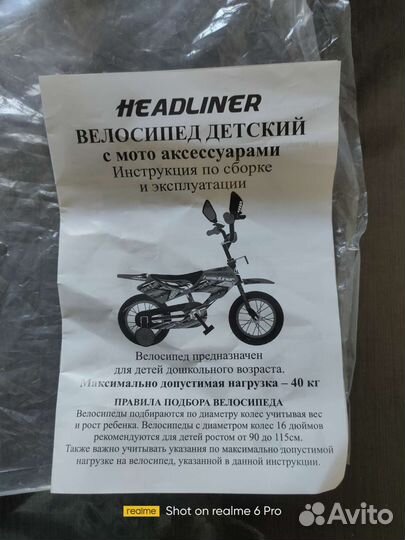 HEADLINER
ВЕЛОСИПЕД ДЕТСКИЙ
с мото аксессуарами
Инструкция по сборке
и эксплуатации
Велосипед предназначен
для детей дошкольного возраста.
Максимально допустимая нагрузка – 40 кг
ПРАВИЛА ПОДБОРА ВЕЛОСИПЕДА
Велосипеды подбираются по диаметру колес учитывая вес
и рост ребенка. Велосипеды с диаметром колес 16 дюймов
рекомендуются для детей ростом от 90 до 115см.
Также важно учитывать указания по максимально допустимой
нагрузке на велосипед, указанной в данной инструкции.
realme Shot on realme 6 Pro
Avito